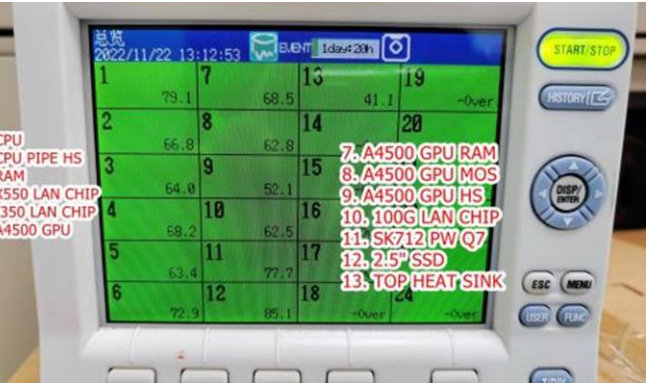 总览
2022/11/22 13:12:53 EVENT 1day+20h
START/STOP
HISTORY
1 7 13 19
79.1 68.5 41.1 -Over
2 8 14 20
66.8 62.8
3 9 15
64.0 52.1
4 10 16
68.2 62.5
5 11 17
63.4 77.7
6 12 18 24
72.9 85.1 -Over -Over
CPU
CPU PIPE HS
RAM
X550 LAN CHIP
I350 LAN CHIP
A4500 GPU
7. A4500 GPU RAM
8. A4500 GPU MOS
9. A4500 GPU HS
10. 100G LAN CHIP
11. SK712 PW Q7
12. 2.5" SSD
13. TOP HEAT SINK
DISP/
ENTER
ESC MENU
USER FUNC
T/DIV